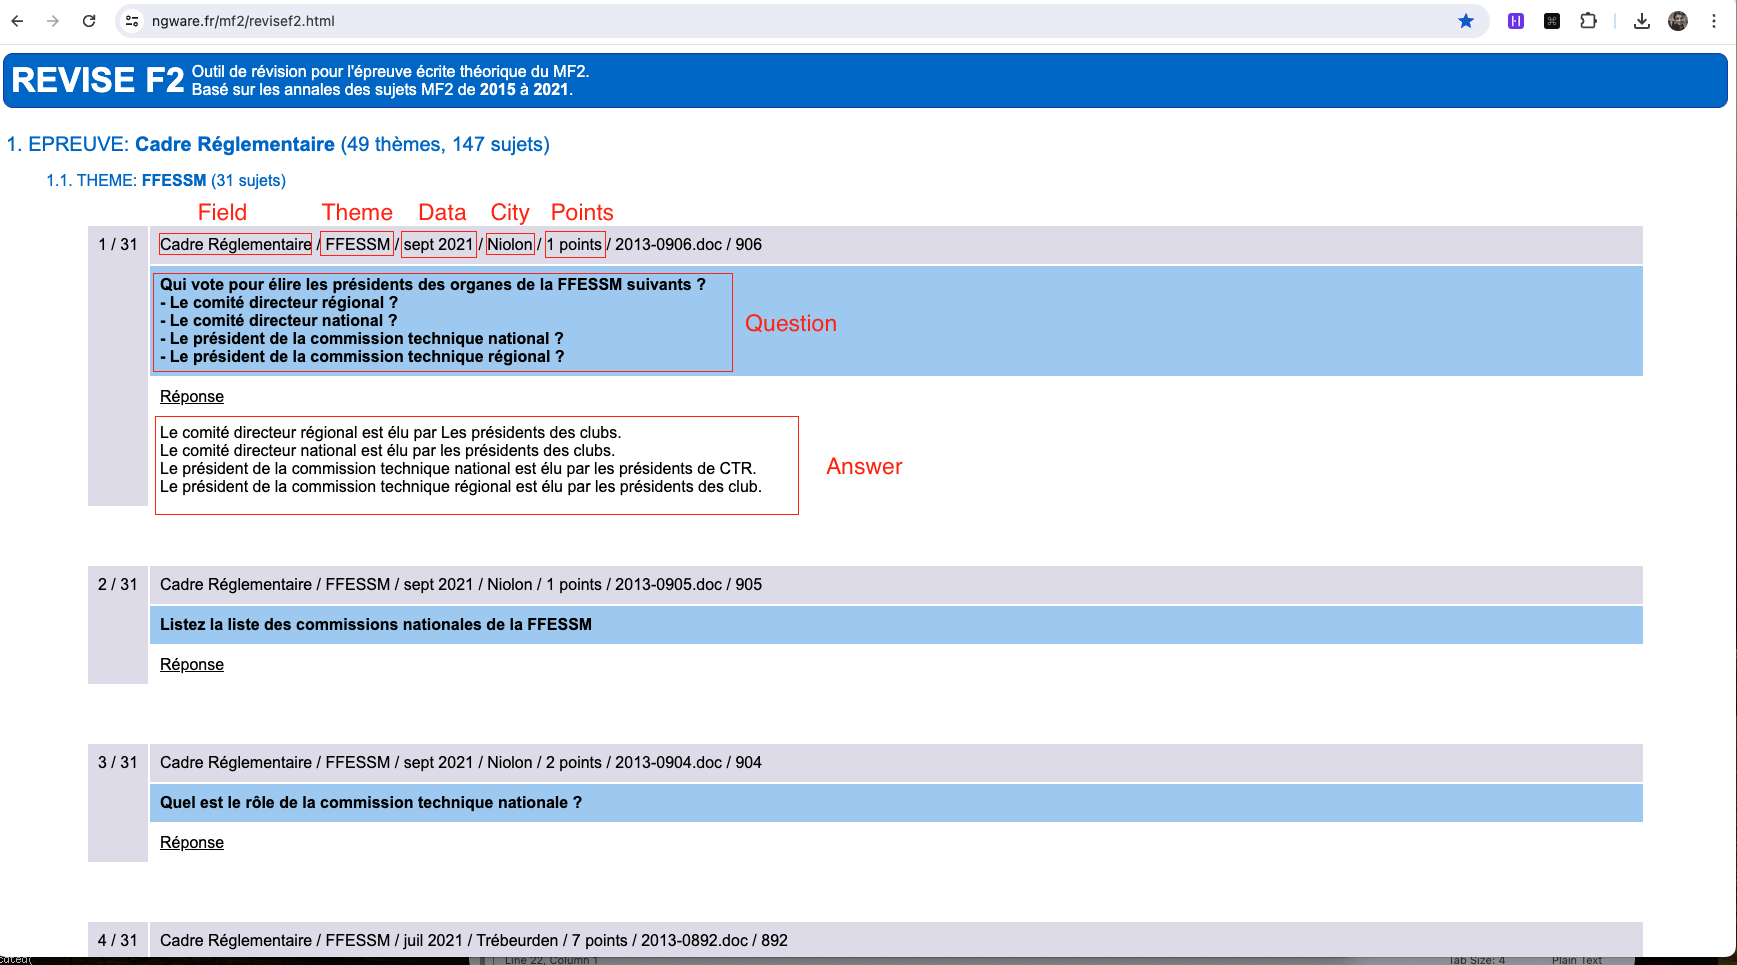 ngware.fr/mf2/revisef2.html
REVISE F2 Outil de révision pour l'épreuve écrite théorique du MF2.
Basé sur les annales des sujets MF2 de 2015 à 2021.
1. EPREUVE: Cadre Réglementaire (49 thèmes, 147 sujets)
1.1. THEME: FFESSM (31 sujets)
Field Theme Data City Points
1 / 31 Cadre Réglementaire / FFESSM / sept 2021 / Niolon / 1 points / 2013-0906.doc / 906
Qui vote pour élire les présidents des organes de la FFESSM suivants ?
- Le comité directeur régional ?
- Le comité directeur national ?
- Le président de la commission technique national ?
- Le président de la commission technique régional ?
Question
Réponse
Le comité directeur régional est élu par Les présidents des clubs.
Le comité directeur national est élu par les présidents des clubs.
Le président de la commission technique national est élu par les présidents de CTR.
Le président de la commission technique régional est élu par les présidents des club.
Answer
2 / 31 Cadre Réglementaire / FFESSM / sept 2021 / Niolon / 1 points / 2013-0905.doc / 905
Listez la liste des commissions nationales de la FFESSM
Réponse
3 / 31 Cadre Réglementaire / FFESSM / sept 2021 / Niolon / 2 points / 2013-0904.doc / 904
Quel est le rôle de la commission technique nationale ?
Réponse
4 / 31 Cadre Réglementaire / FFESSM / juil 2021 / Trébeurden / 7 points / 2013-0892.doc / 892
Line 22, Column 1 Tab Size: 4 Plain Text